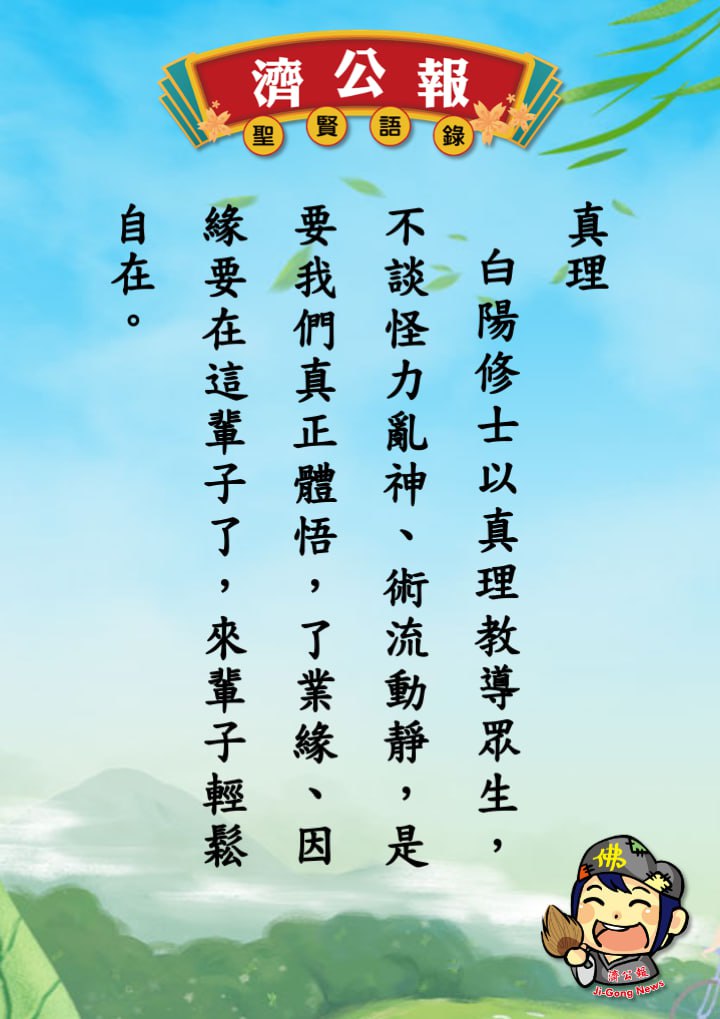 濟公報
聖賢語錄
真理
白陽修士以真理教導眾生，
不談怪力亂神、術流動靜，是
要我們真正體悟，了業緣、因
緣要在這輩子了，來輩子輕鬆
自在。
佛
濟公報
Ji-Gong News